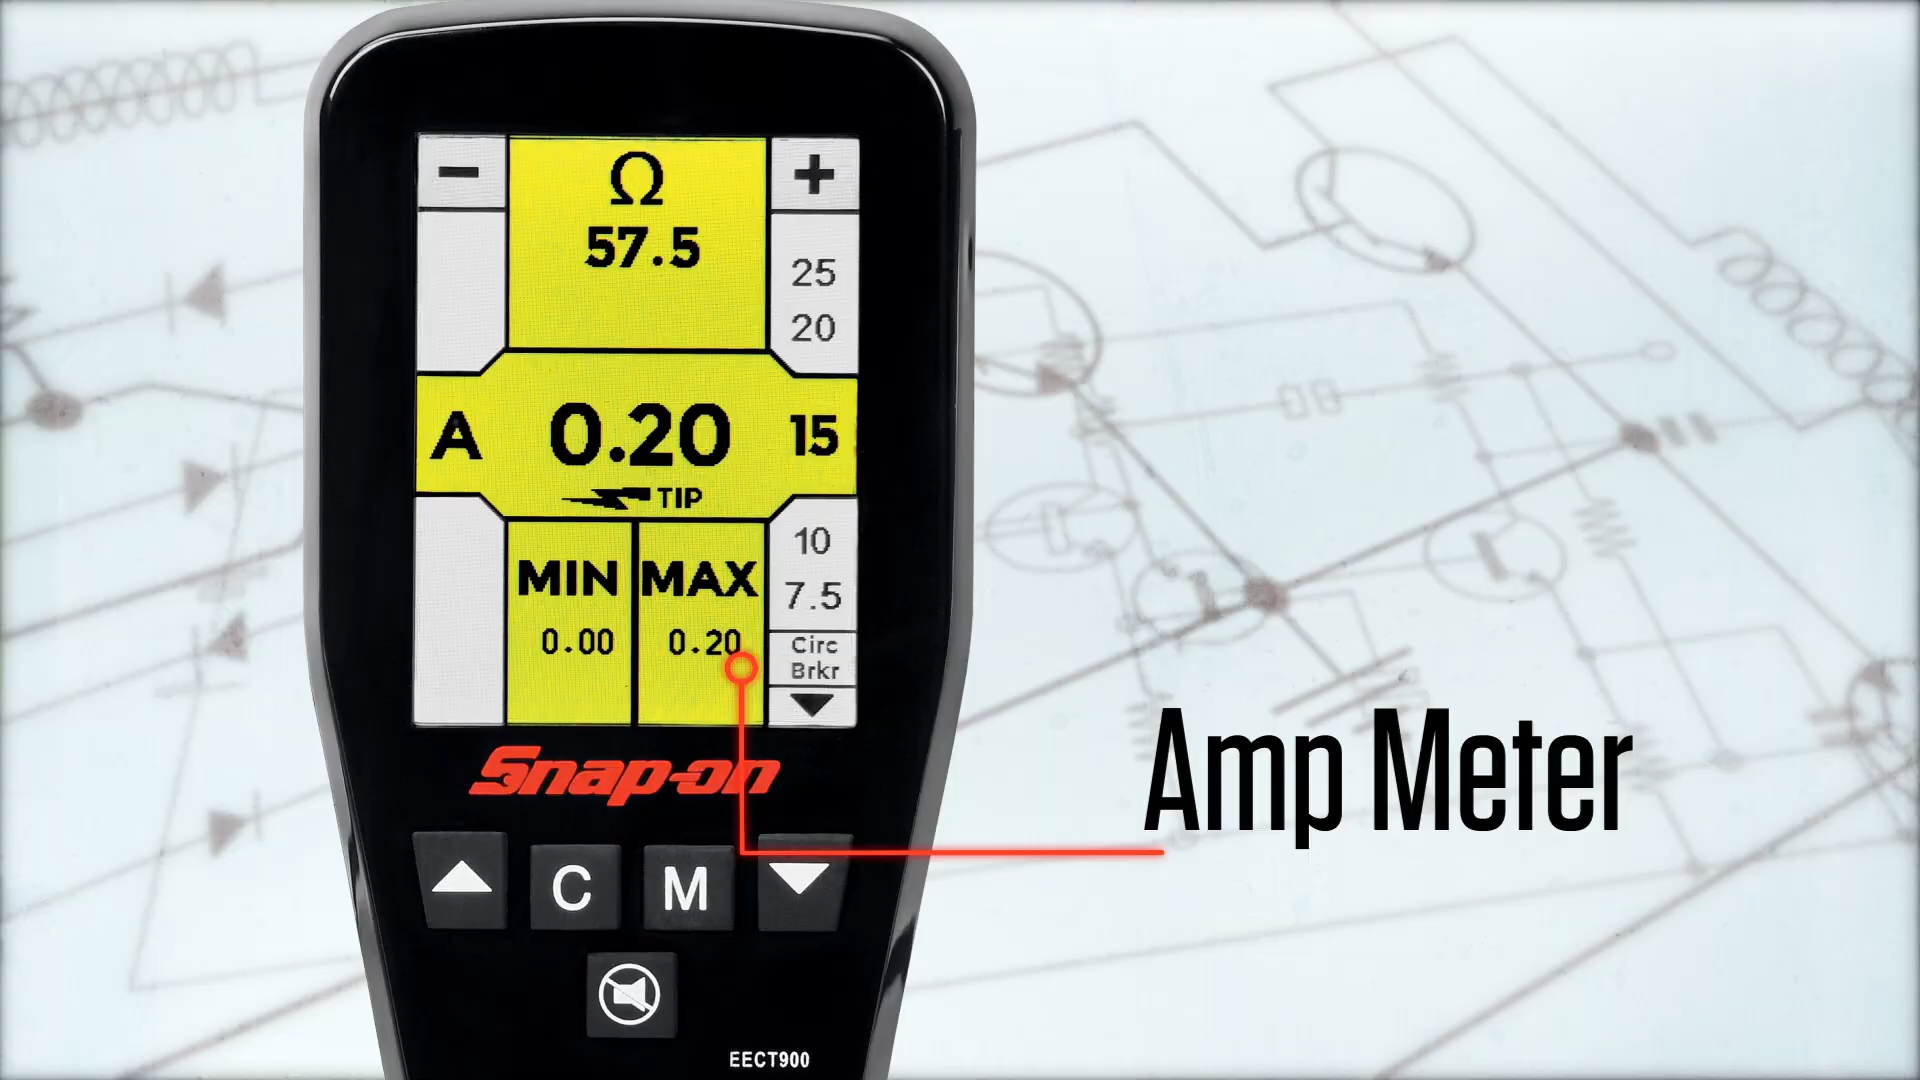 − Ω +
57.5
25
20
A 0.20 15
TIP
10
7.5
MIN MAX
0.00 0.20
Circ
Brkr
Snap-on
Amp Meter
C M
EECT900